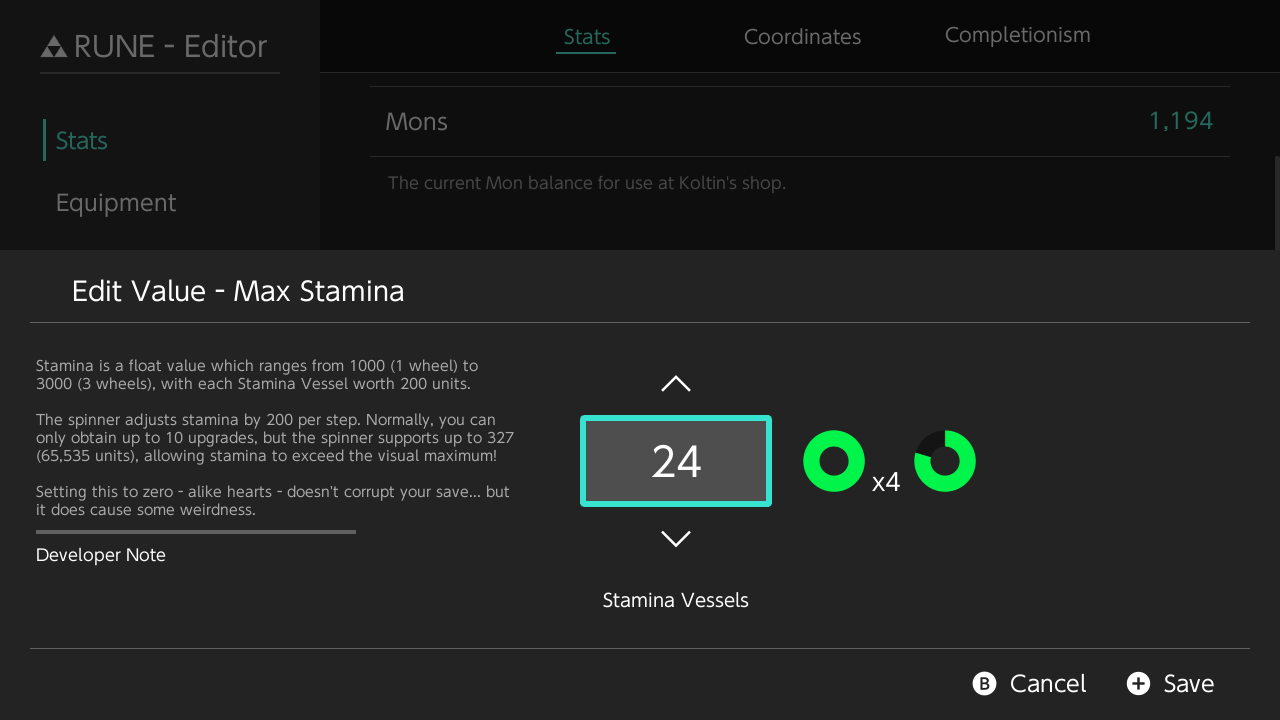 RUNE - Editor
Stats
Coordinates
Completionism
Stats
Equipment
Mons
1,194
The current Mon balance for use at Koltin's shop.
Edit Value - Max Stamina
Stamina is a float value which ranges from 1000 (1 wheel) to
3000 (3 wheels), with each Stamina Vessel worth 200 units.
The spinner adjusts stamina by 200 per step. Normally, you can
only obtain up to 10 upgrades, but the spinner supports up to 327
(65,535 units), allowing stamina to exceed the visual maximum!
Setting this to zero - alike hearts - doesn't corrupt your save... but
it does cause some weirdness.
Developer Note
24
x4
Stamina Vessels
B Cancel
+ Save